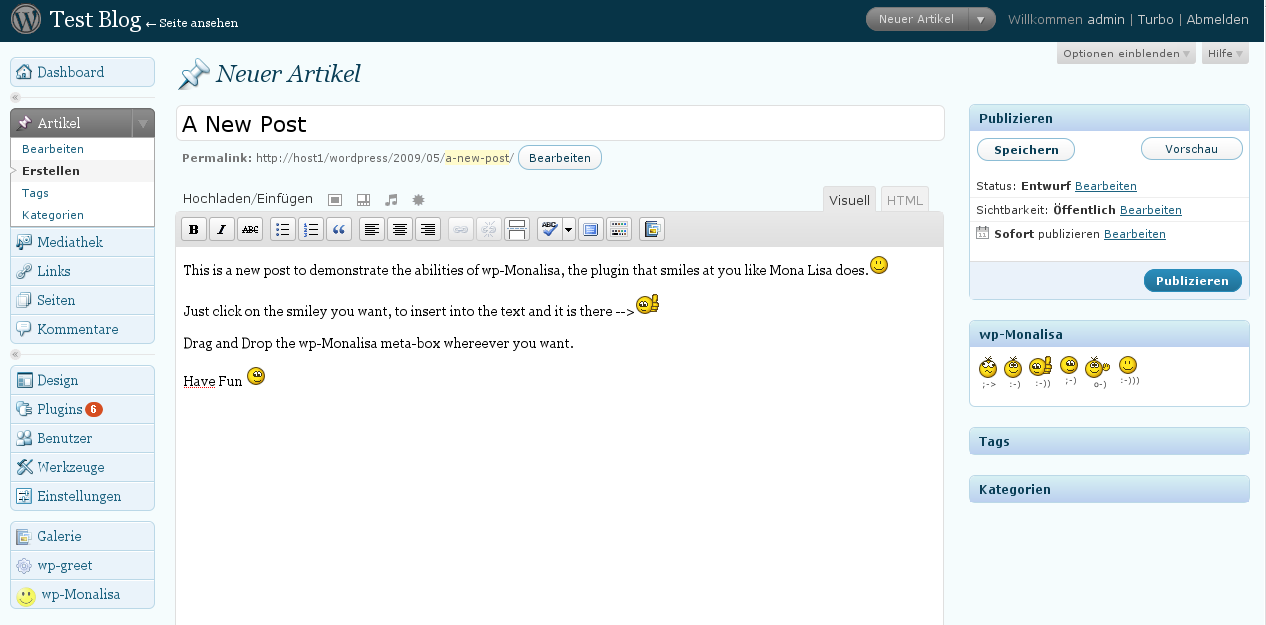 Test Blog ← Seite ansehen
Neuer Artikel
Willkommen admin | Turbo | Abmelden
Optionen einblenden
Hilfe
Dashboard
Artikel
Bearbeiten
Erstellen
Tags
Kategorien
Mediathek
Links
Seiten
Kommentare
Design
Plugins 6
Benutzer
Werkzeuge
Einstellungen
Galerie
wp-greet
wp-Monalisa
Neuer Artikel
A New Post
Permalink: http://host1/wordpress/2009/05/a-new-post/ Bearbeiten
Hochladen/Einfügen
Visuell HTML
B I ABC ABC
This is a new post to demonstrate the abilities of wp-Monalisa, the plugin that smiles at you like Mona Lisa does.
Just click on the smiley you want, to insert into the text and it is there -->
Drag and Drop the wp-Monalisa meta-box whereever you want.
Have Fun
Publizieren
Speichern Vorschau
Status: Entwurf Bearbeiten
Sichtbarkeit: Öffentlich Bearbeiten
Sofort publizieren Bearbeiten
Publizieren
wp-Monalisa
;-> :-) :-)) ;-) o-) :-)))
Tags
Kategorien